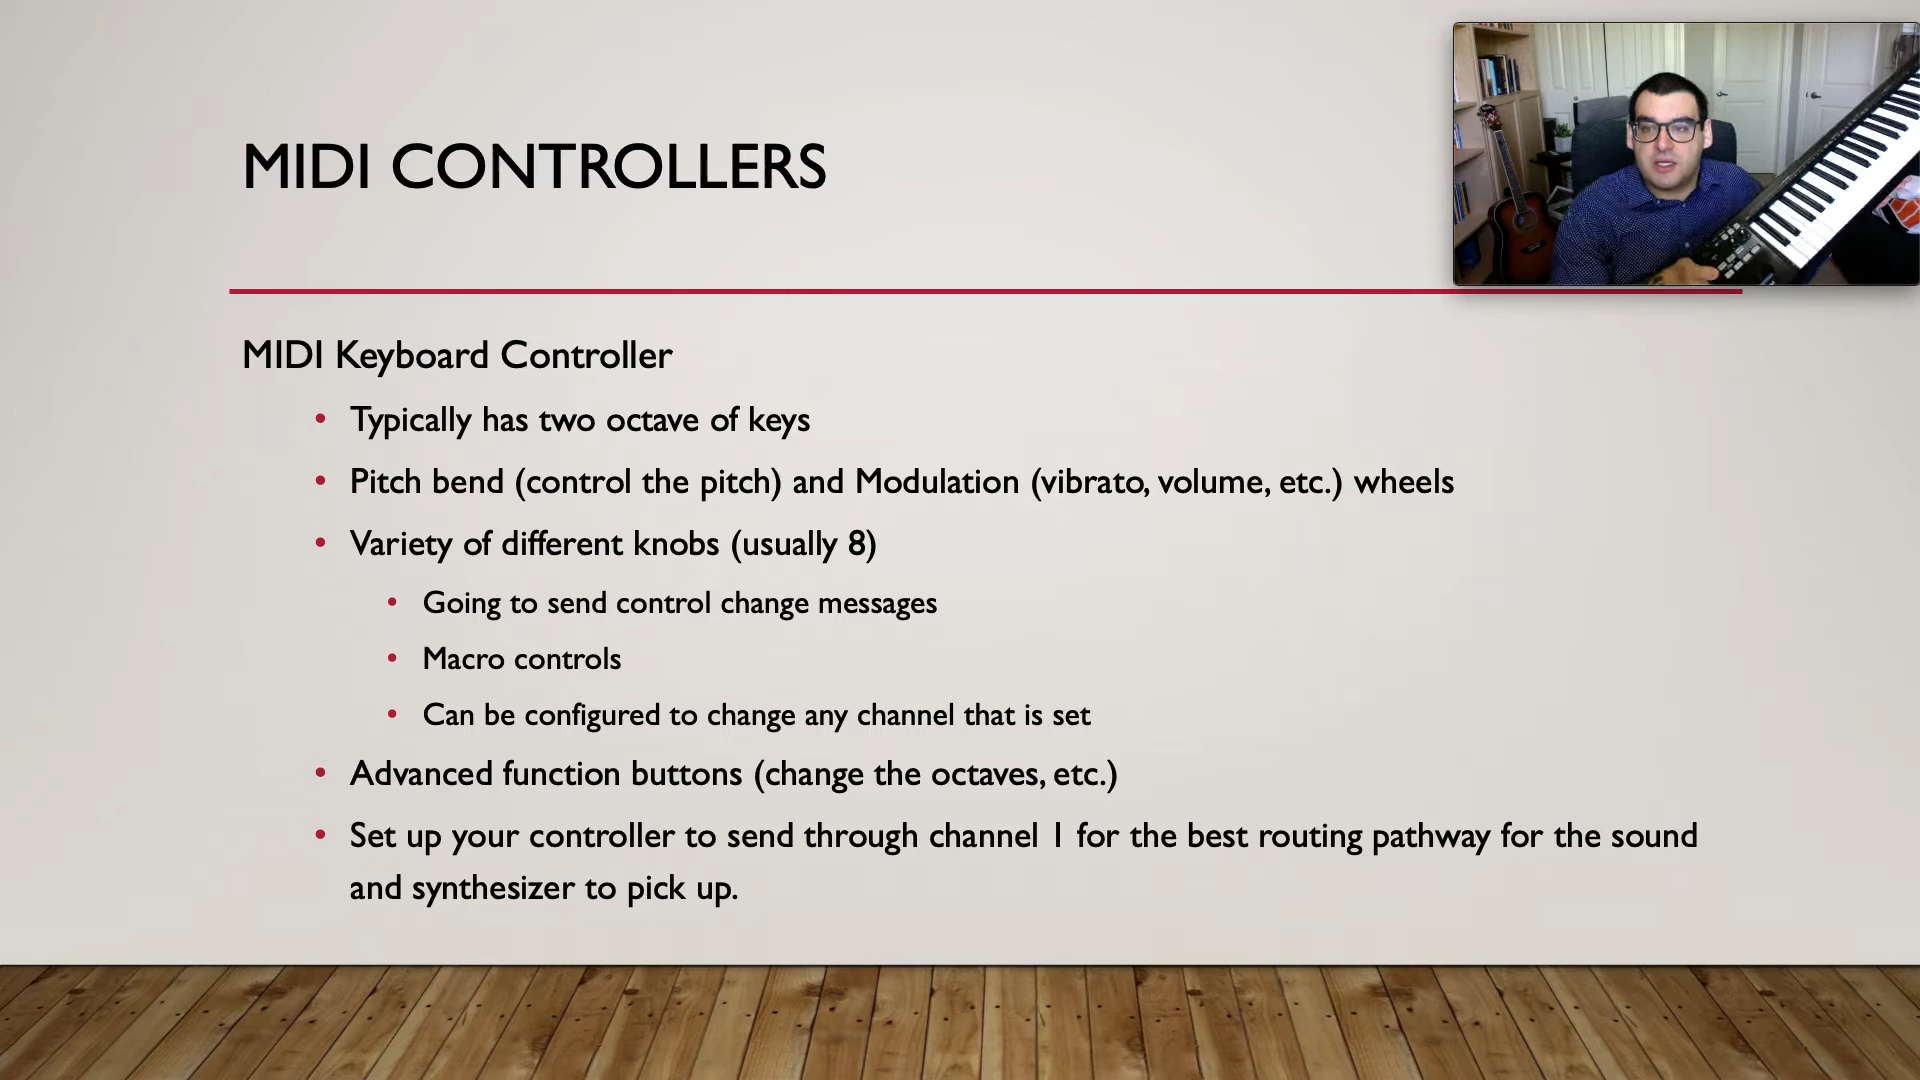 MIDI CONTROLLERS
MIDI Keyboard Controller
• Typically has two octave of keys
• Pitch bend (control the pitch) and Modulation (vibrato, volume, etc.) wheels
• Variety of different knobs (usually 8)
• Going to send control change messages
• Macro controls
• Can be configured to change any channel that is set
• Advanced function buttons (change the octaves, etc.)
• Set up your controller to send through channel 1 for the best routing pathway for the sound
and synthesizer to pick up.